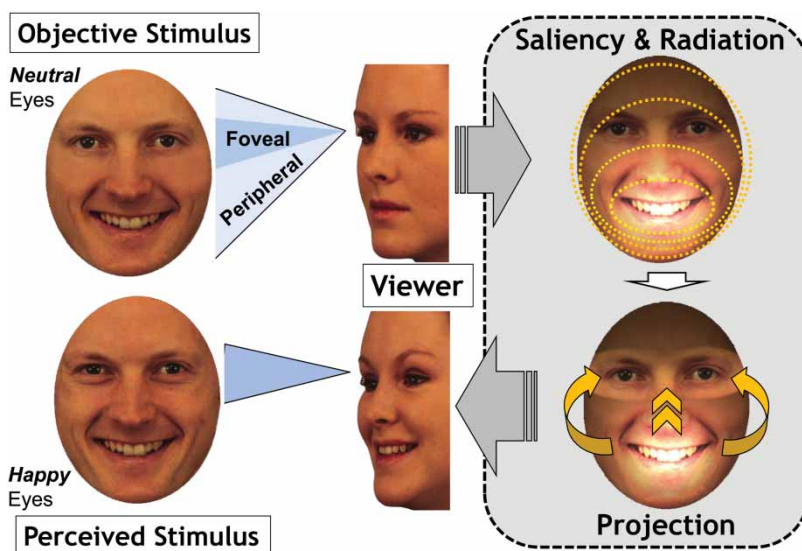 Objective Stimulus
Neutral
Eyes
Foveal
Peripheral
Saliency & Radiation
Viewer
Happy
Eyes
Perceived Stimulus
Projection